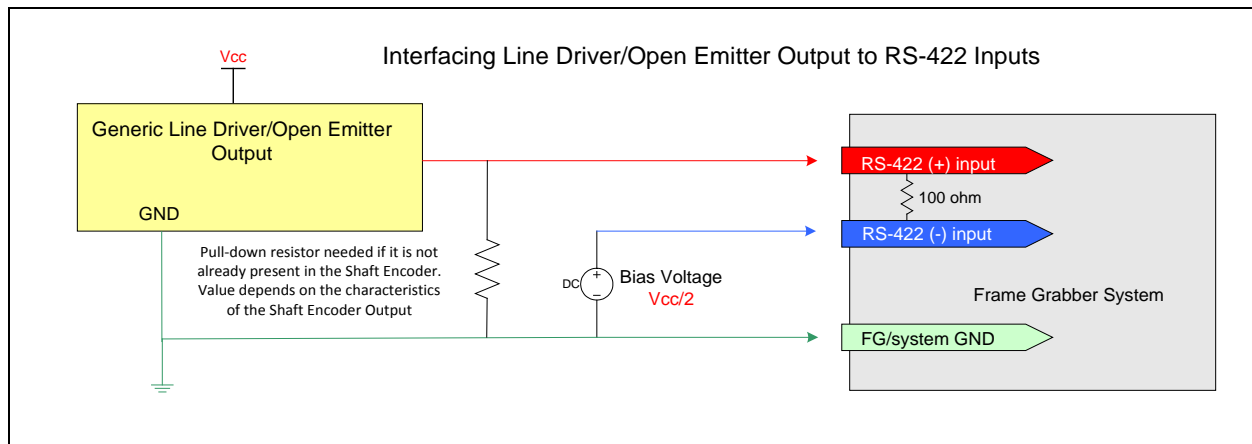 Interfacing Line Driver/Open Emitter Output to RS-422 Inputs
Vcc
Generic Line Driver/Open Emitter
Output
GND
Pull-down resistor needed if it is not
already present in the Shaft Encoder.
Value depends on the characteristics
of the Shaft Encoder Output
DC
+
−
Bias Voltage
Vcc/2
RS-422 (+) input
100 ohm
RS-422 (-) input
Frame Grabber System
FG/system GND